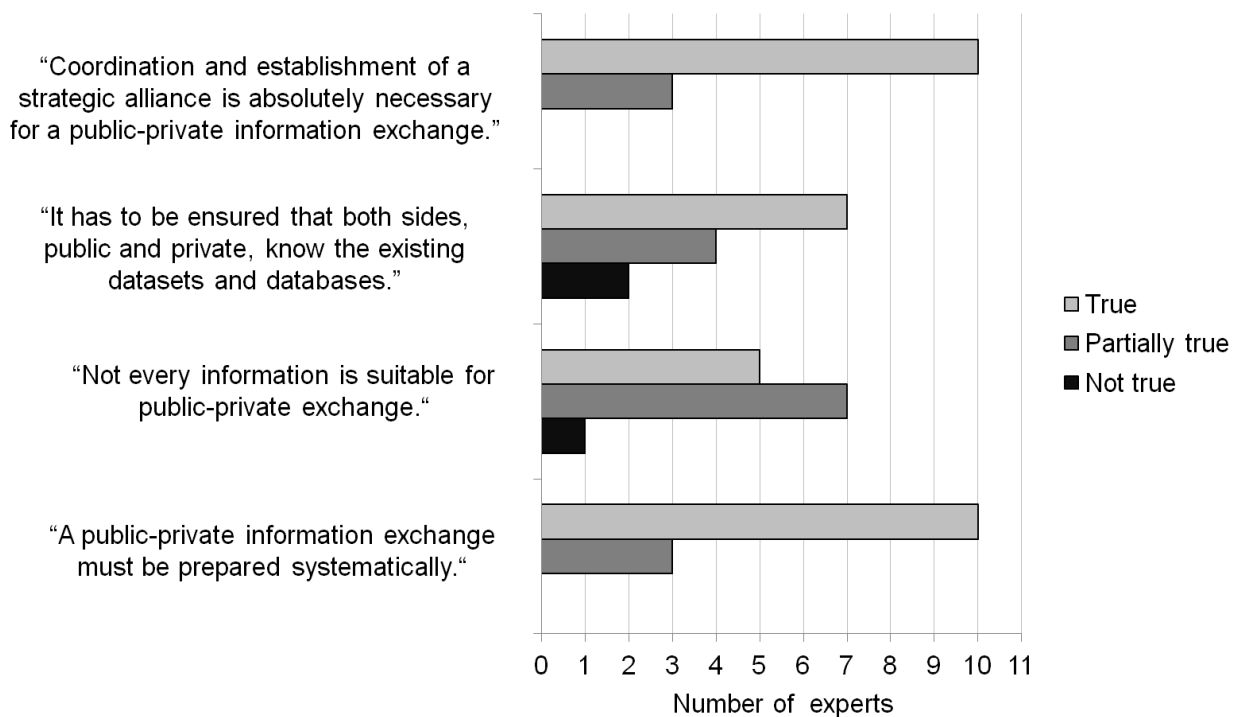 “Coordination and establishment of a
strategic alliance is absolutely necessary
for a public-private information exchange.”
“It has to be ensured that both sides,
public and private, know the existing
datasets and databases.”
“Not every information is suitable for
public-private exchange.“
“A public-private information exchange
must be prepared systematically.“
True
Partially true
Not true
0 1 2 3 4 5 6 7 8 9 10 11
Number of experts